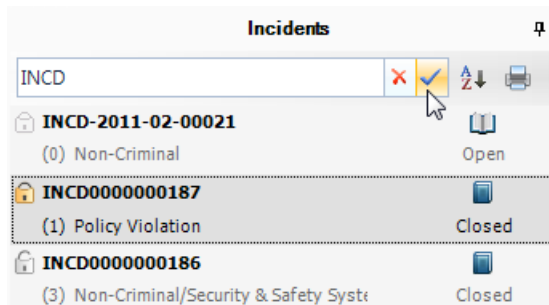 Incidents
INCD
INCD-2011-02-00021
(0) Non-Criminal Open
INCD0000000187
(1) Policy Violation Closed
INCD0000000186
(3) Non-Criminal/Security & Safety Syste Closed